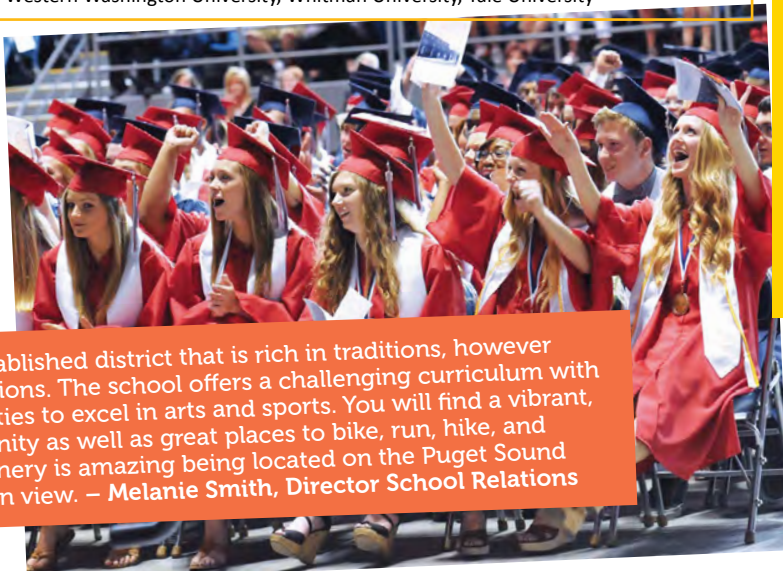 Western Washington University, Whitman University, Yale University
ablished district that is rich in traditions, however
ions. The school offers a challenging curriculum with
ties to excel in arts and sports. You will find a vibrant,
nity as well as great places to bike, run, hike, and
nery is amazing being located on the Puget Sound
n view. – Melanie Smith, Director School Relations